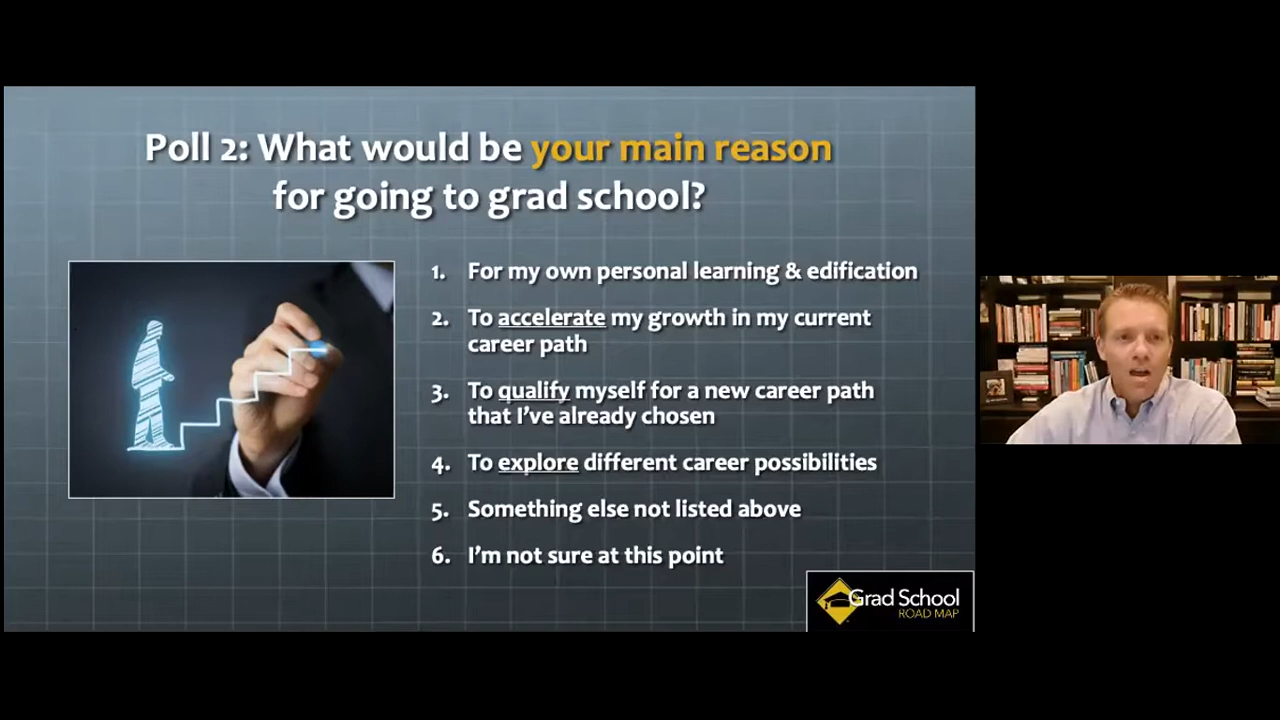 Poll 2: What would be your main reason
for going to grad school?
1. For my own personal learning & edification
2. To accelerate my growth in my current
career path
3. To qualify myself for a new career path
that I've already chosen
4. To explore different career possibilities
5. Something else not listed above
6. I'm not sure at this point
Grad School
ROAD MAP